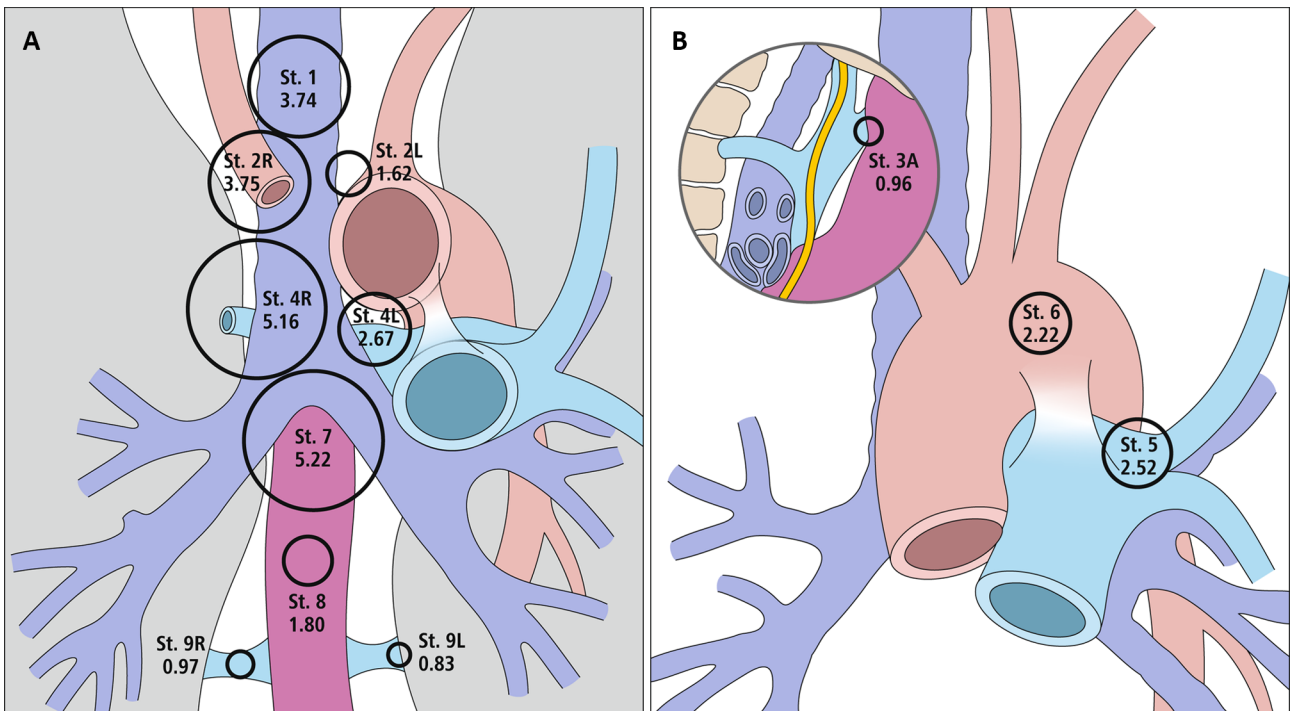 A
St. 1
3.74
St. 2R
3.75
St. 2L
1.62
St. 4R
5.16
St. 4L
2.67
St. 7
5.22
St. 8
1.80
St. 9R
0.97
St. 9L
0.83
B
St. 3A
0.96
St. 6
2.22
St. 5
2.52